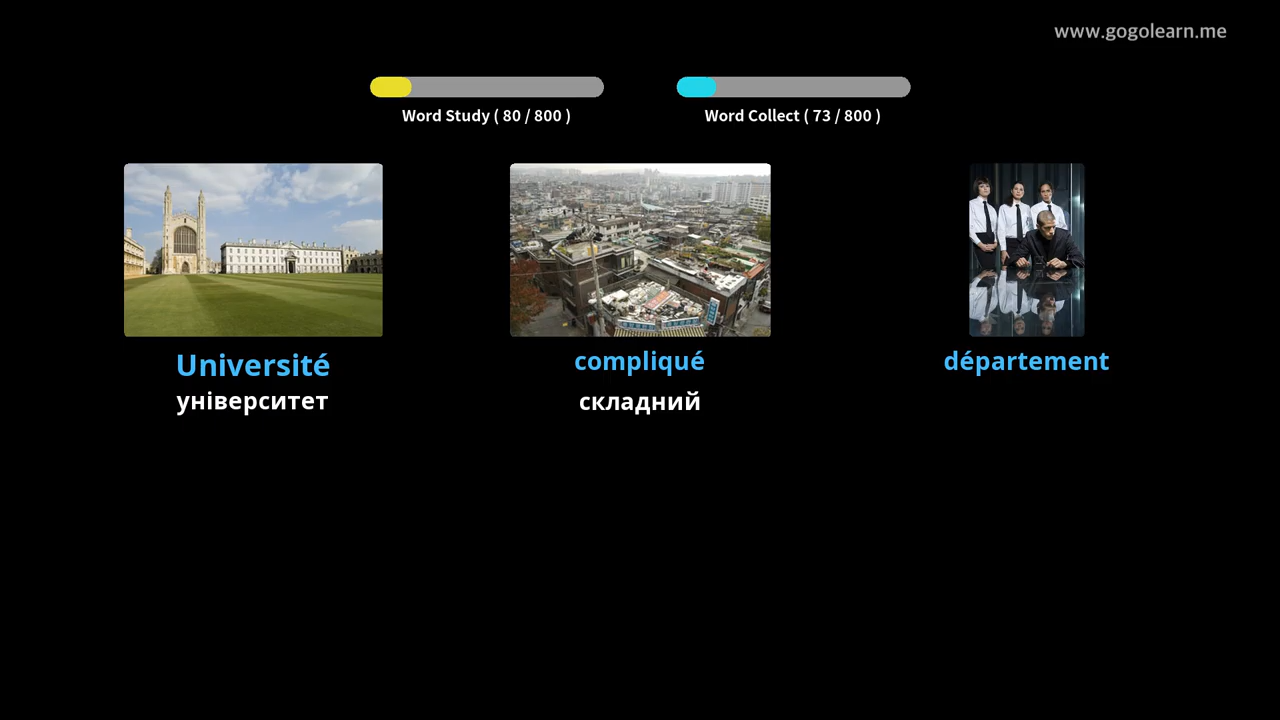 www.gogolearn.me
Word Study ( 80 / 800 )
Word Collect ( 73 / 800 )
Université
університет
compliqué
складний
département